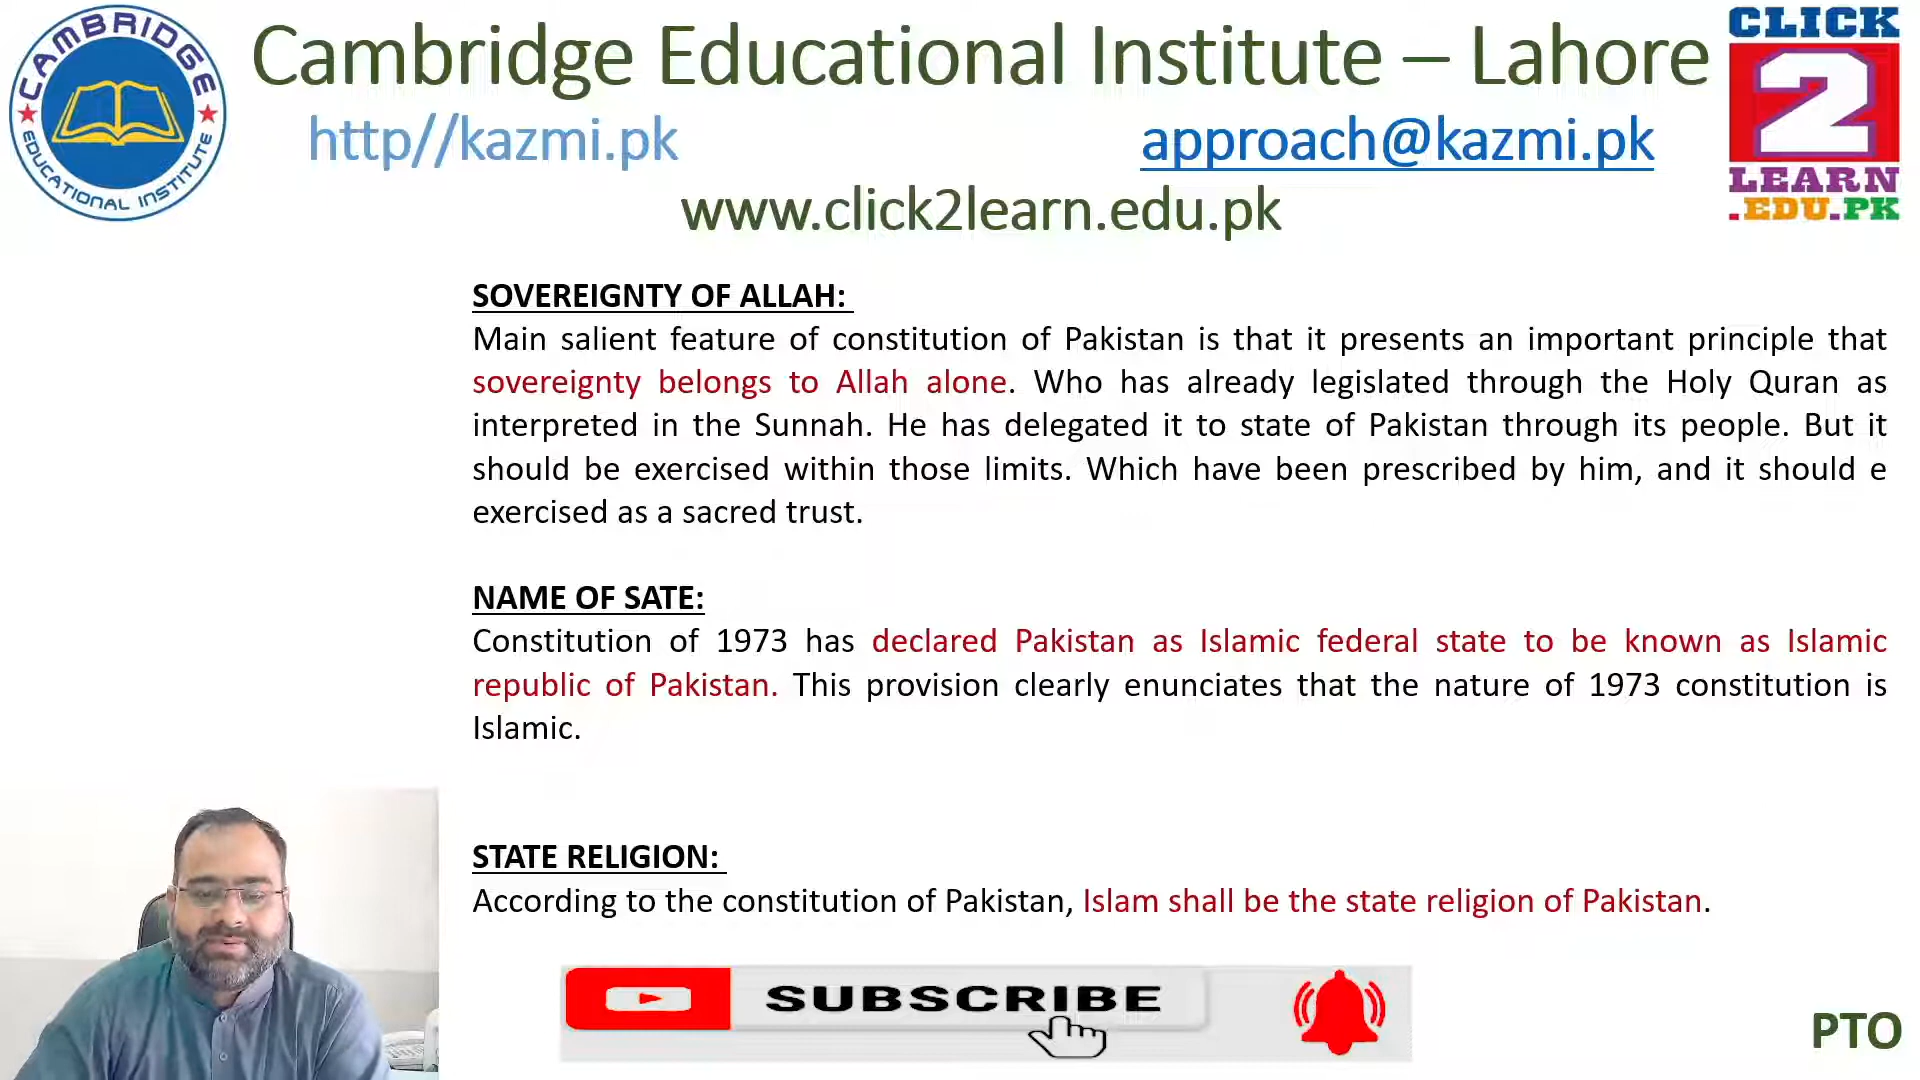 CAMBRIDGE
EDUCATIONAL INSTITUTE
Cambridge Educational Institute – Lahore
http//kazmi.pk
approach@kazmi.pk
www.click2learn.edu.pk
CLICK
2
LEARN
.EDU.PK
SOVEREIGNTY OF ALLAH:
Main salient feature of constitution of Pakistan is that it presents an important principle that
sovereignty belongs to Allah alone. Who has already legislated through the Holy Quran as
interpreted in the Sunnah. He has delegated it to state of Pakistan through its people. But it
should be exercised within those limits. Which have been prescribed by him, and it should e
exercised as a sacred trust.
NAME OF SATE:
Constitution of 1973 has declared Pakistan as Islamic federal state to be known as Islamic
republic of Pakistan. This provision clearly enunciates that the nature of 1973 constitution is
Islamic.
STATE RELIGION:
According to the constitution of Pakistan, Islam shall be the state religion of Pakistan.
SUBSCRIBE
PTO